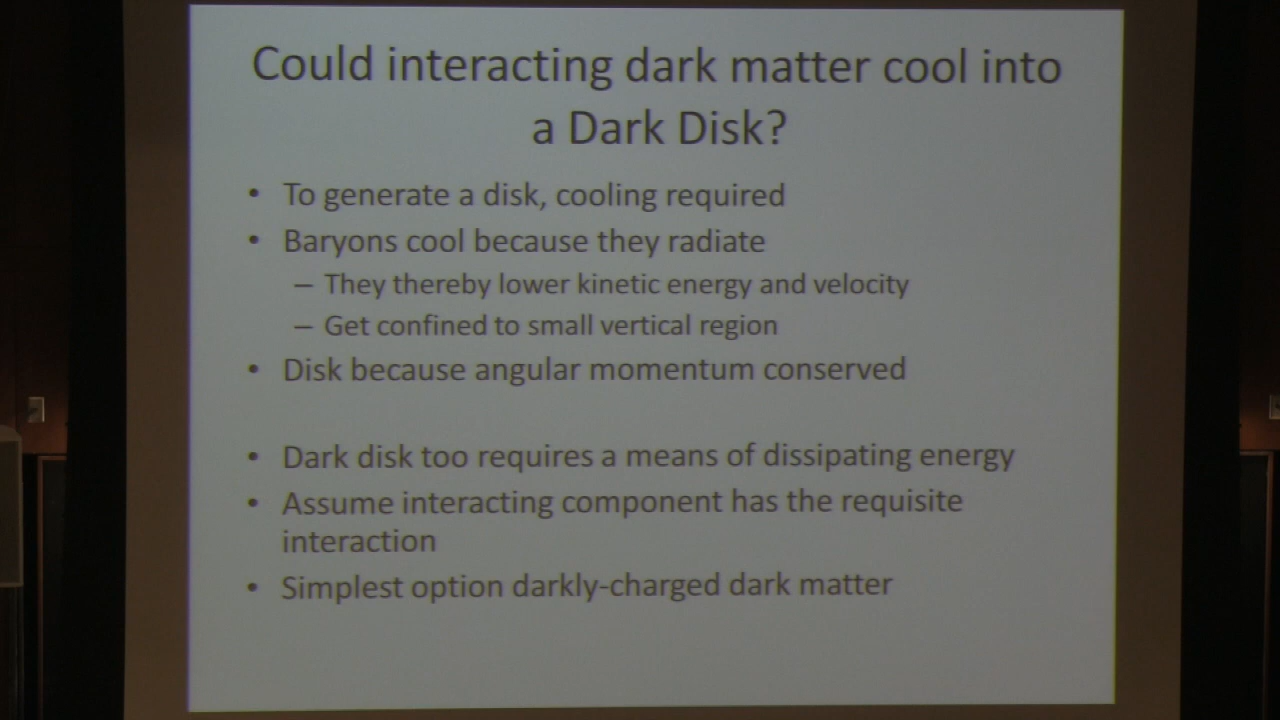 Could interacting dark matter cool into
a Dark Disk?
• To generate a disk, cooling required
• Baryons cool because they radiate
– They thereby lower kinetic energy and velocity
– Get confined to small vertical region
• Disk because angular momentum conserved
• Dark disk too requires a means of dissipating energy
• Assume interacting component has the requisite
interaction
• Simplest option darkly-charged dark matter